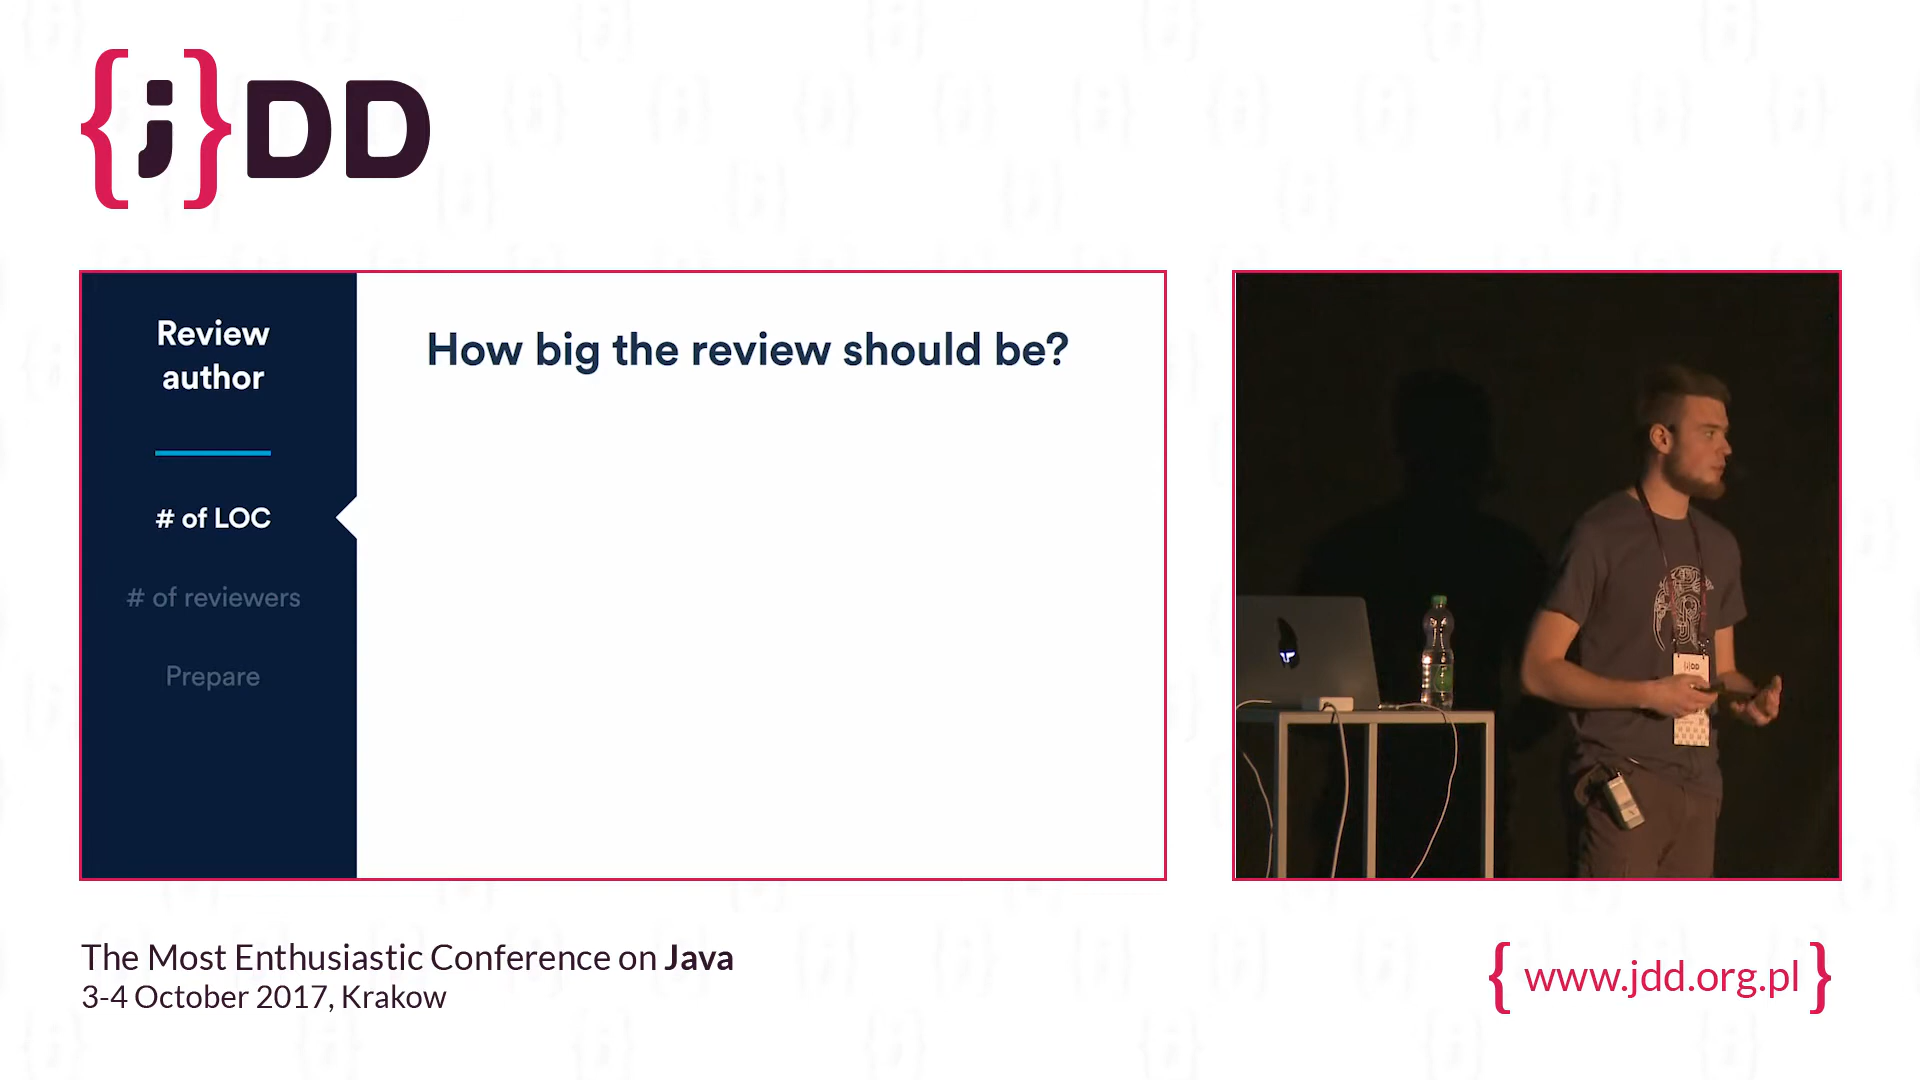 {;}DD
Review
author
# of LOC
# of reviewers
Prepare
How big the review should be?
{j}DD
The Most Enthusiastic Conference on Java
3-4 October 2017, Krakow
{ www.jdd.org.pl }